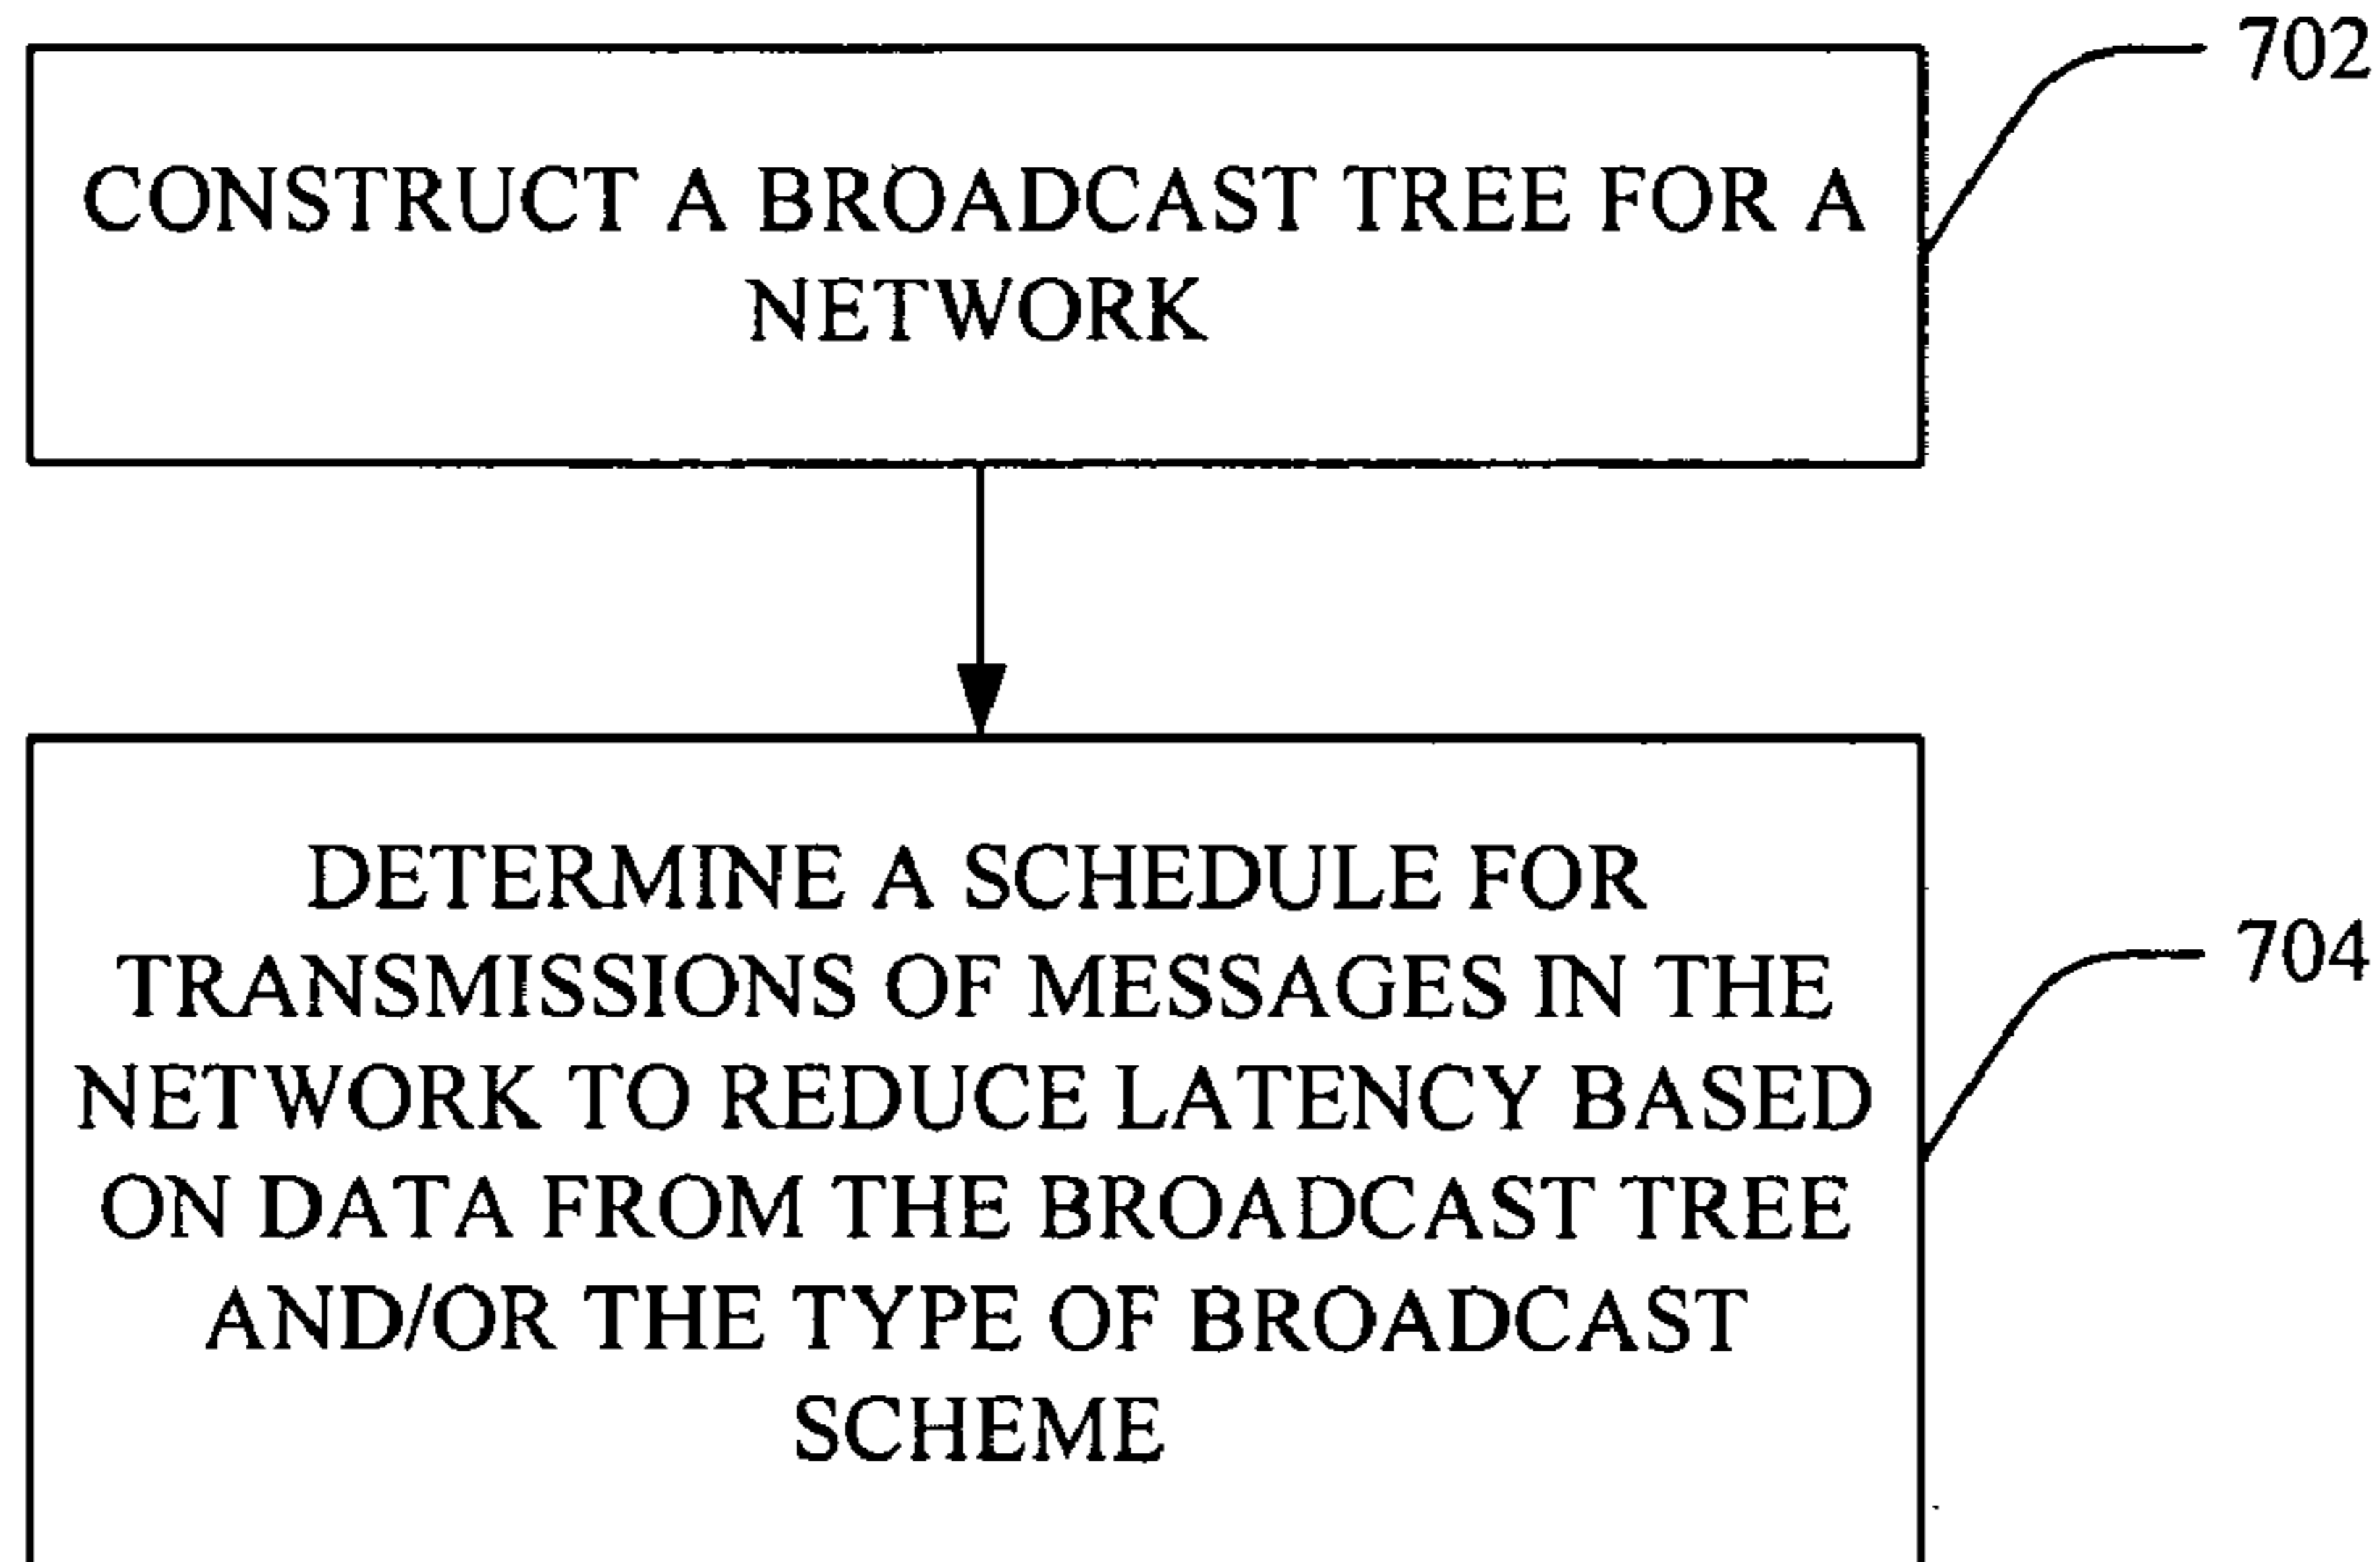 702
CONSTRUCT A BROADCAST TREE FOR A
NETWORK
DETERMINE A SCHEDULE FOR
TRANSMISSIONS OF MESSAGES IN THE
704
NETWORK TO REDUCE LATENCY BASED
ON DATA FROM THE BROADCAST TREE
AND/OR THE TYPE OF BROADCAST
SCHEME